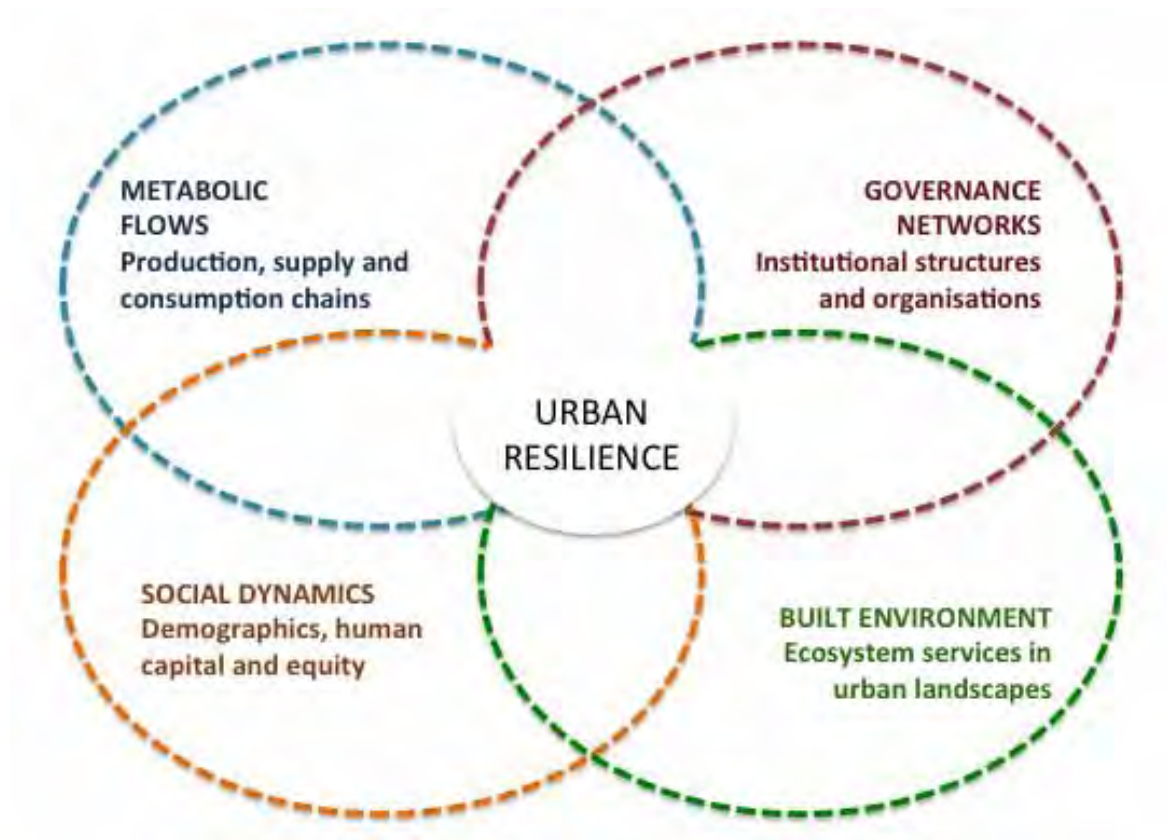 METABOLIC
FLOWS
Production, supply and
consumption chains
GOVERNANCE
NETWORKS
Institutional structures
and organisations
URBAN
RESILIENCE
SOCIAL DYNAMICS
Demographics, human
capital and equity
BUILT ENVIRONMENT
Ecosystem services in
urban landscapes